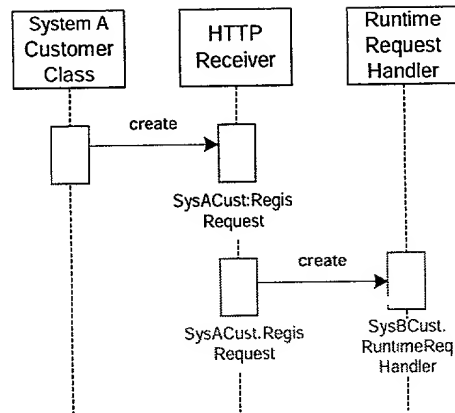 System A
Customer
Class
HTTP
Receiver
Runtime
Request
Handler
create
SysACust:Regis
Request
create
SysACust.Regis
Request
SysBCust.
RuntimeReq
Handler